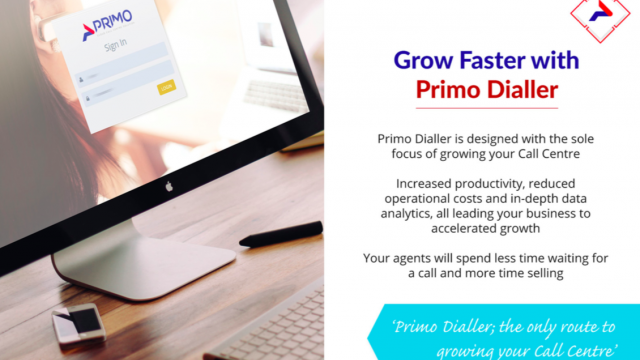 PRIMO
Sign In
Grow Faster with
Primo Dialler
Primo Dialler is designed with the sole
focus of growing your Call Centre
Increased productivity, reduced
operational costs and in-depth data
analytics, all leading your business to
accelerated growth
Your agents will spend less time waiting for
a call and more time selling
‘Primo Dialler; the only route to
growing your Call Centre’